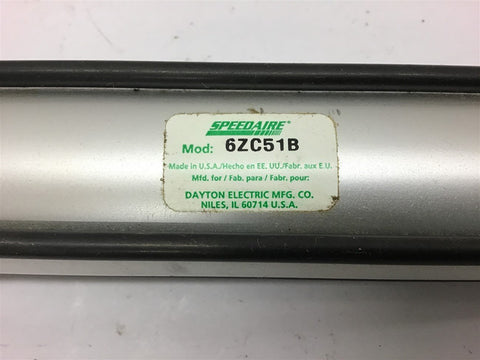 SPEEDAIRE®
Mod: 6ZC51B
Made in U.S.A./Hecho en EE. UU./Fabr. aux E.U.
Mfd. for / Fab. para / Fabr. pour:
DAYTON ELECTRIC MFG. CO.
NILES, IL 60714 U.S.A.